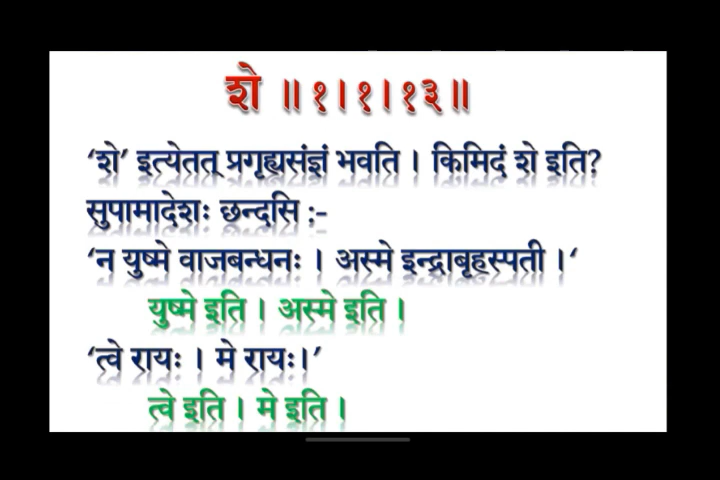 शे ॥१।१।१३॥
‘शे’ इत्येतत् प्रगृह्यसंज्ञं भवति । किमिदं शे इति?
सुपामादेशः छन्दसि :-
‘न युष्मे वाजबन्धनः । अस्मे इन्द्राबृहस्पती ।‘
युष्मे इति । अस्मे इति ।
‘त्वे रायः । मे रायः।’
त्वे इति । मे इति ।